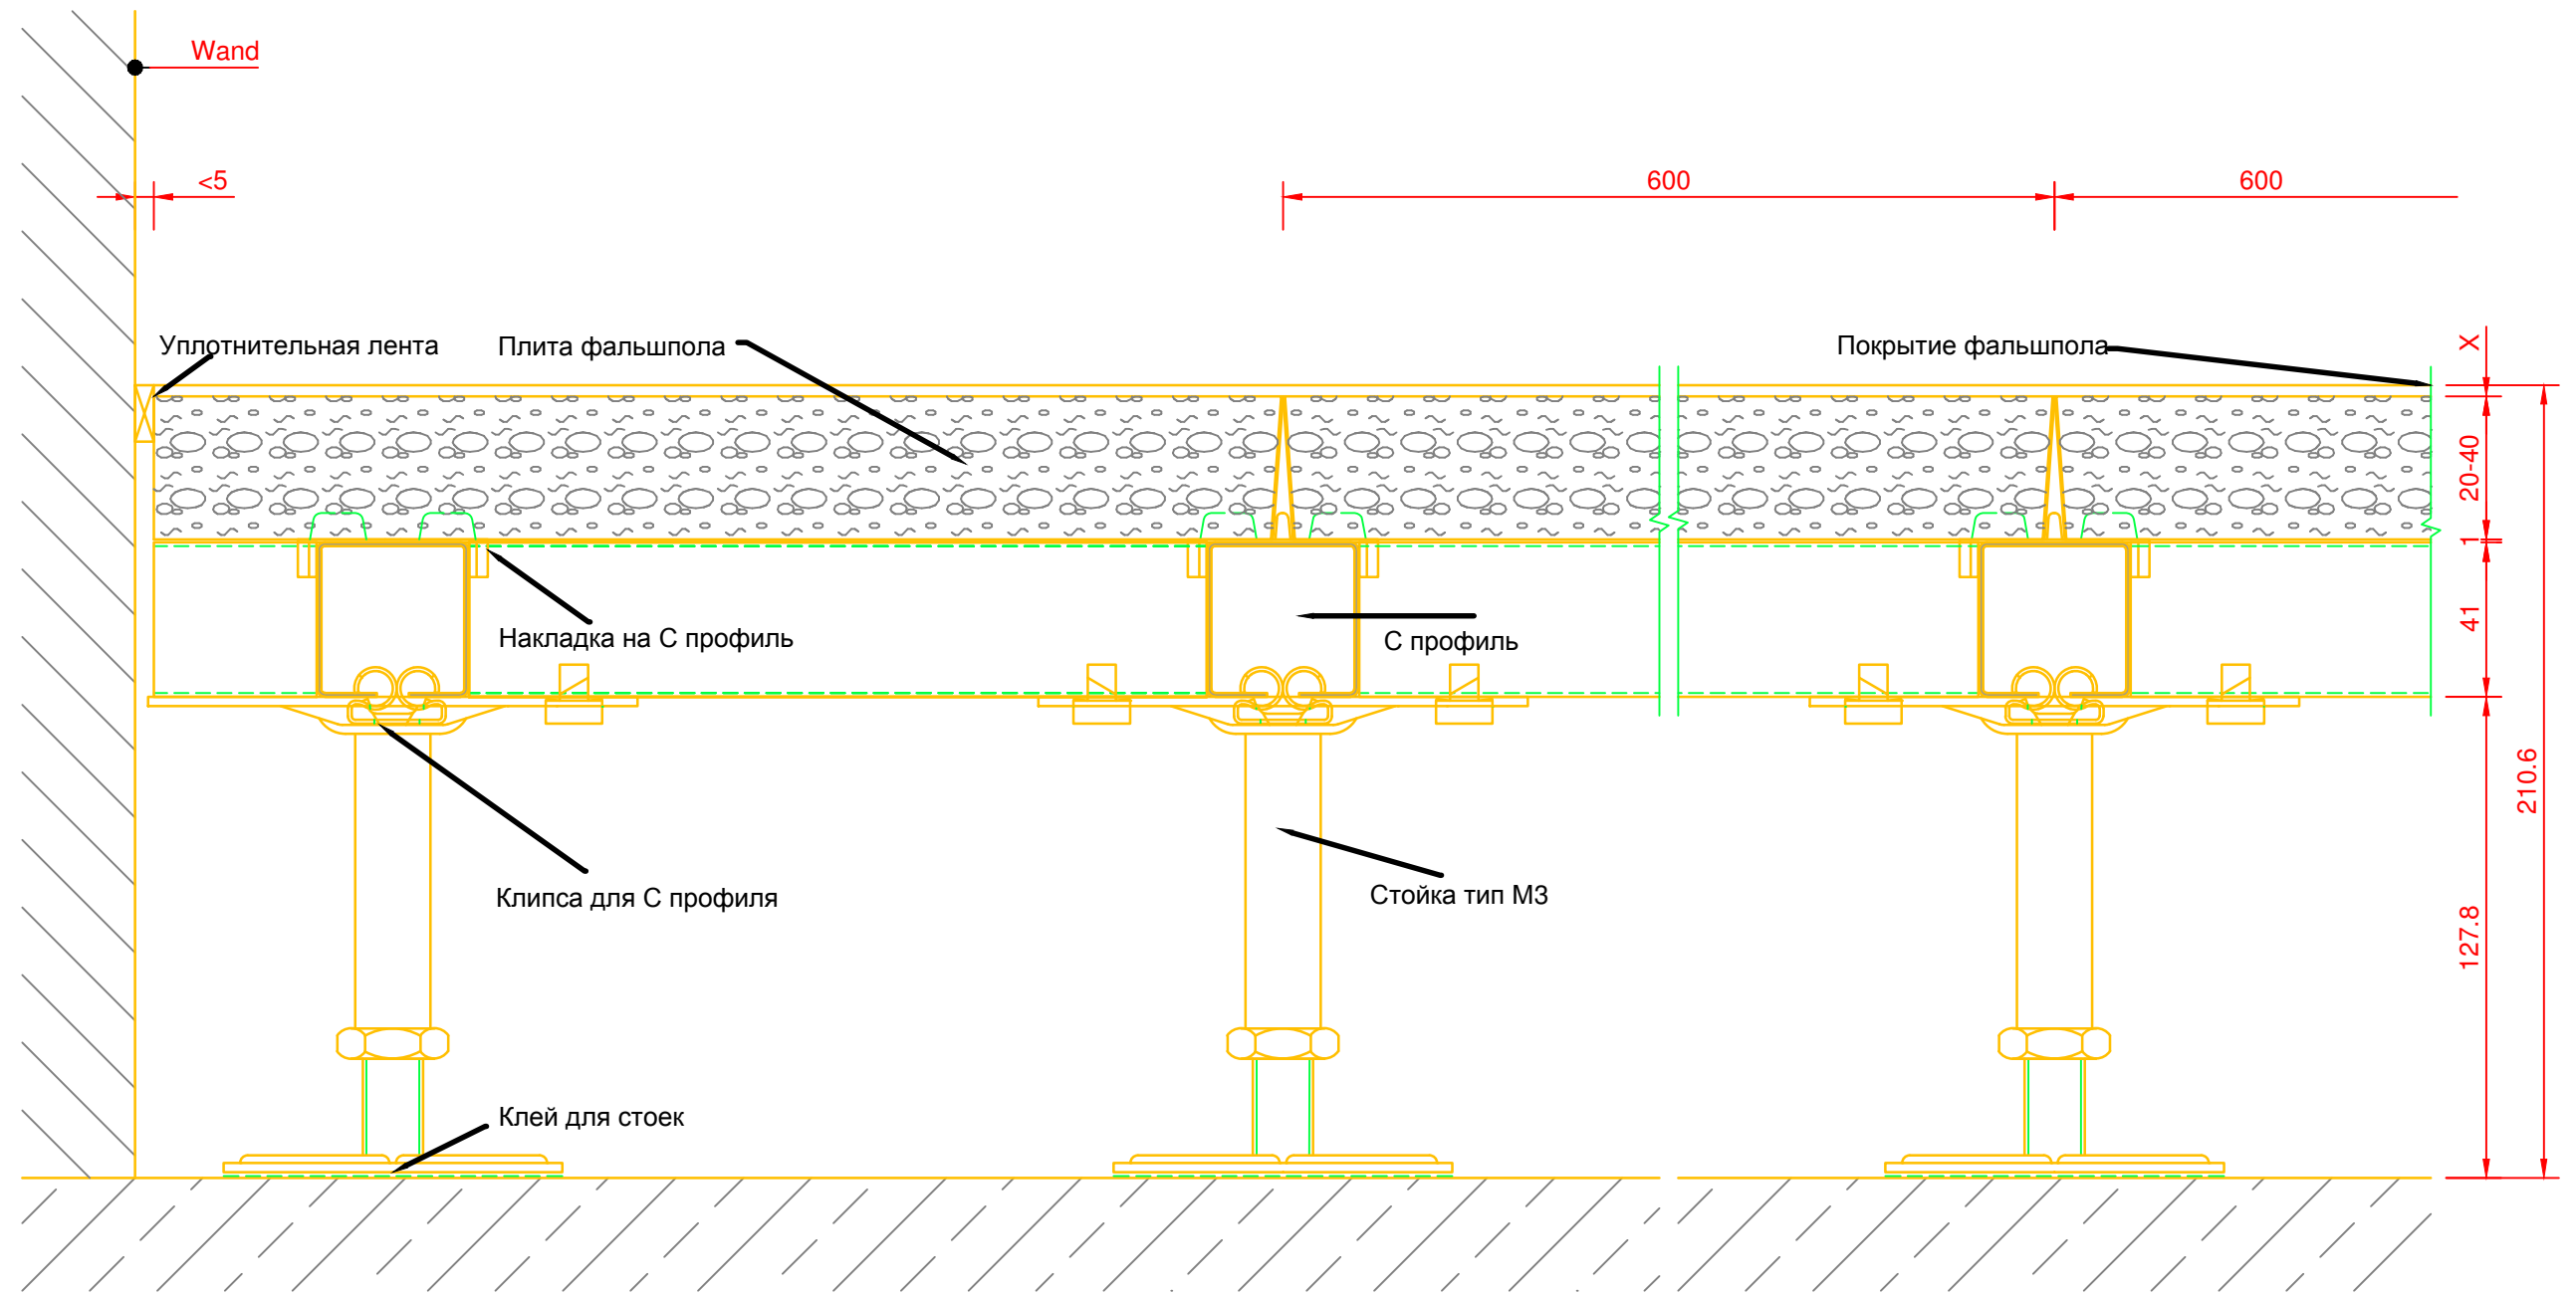 Wand
<5
600
600
Уплотнительная лента
Плита фальшпола
Покрытие фальшпола
X
20-40
1
41
Накладка на С профиль
С профиль
210.6
127.8
Клипса для С профиля
Стойка тип М3
Клей для стоек